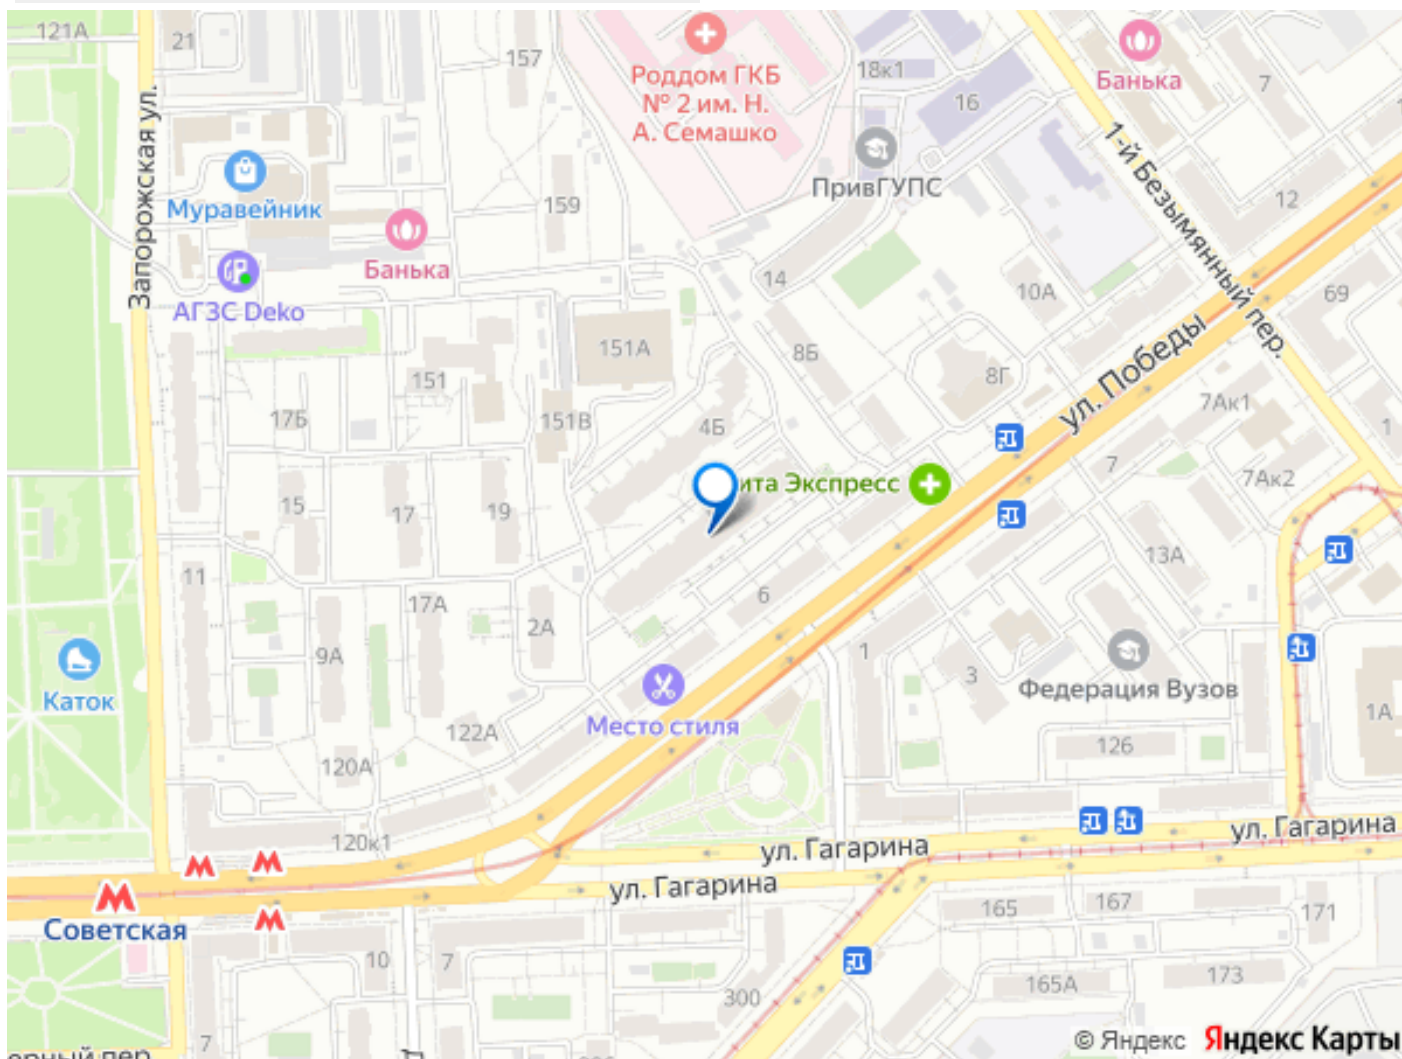 121А
21
157
Роддом ГКБ
№ 2 им. Н.
А. Семашко
18к1
16
Банька
7
Запорожская ул.
Муравейник
159
ПривГУПС
1-й Безымянный пер.
12
Банька
АГЗС Deko
14
10А
69
151А
8Б
ул. Победы
151
8Г
17Б
151В
4Б
7Ак1
1
ита Экспресс
7
7Ак2
15
17
19
13А
11
17А
2А
6
9А
1
3
Федерация Вузов
Каток
Место стиля
1А
122А
126
120А
120к1
ул. Гагарина
ул. Гагарина
ул. Гагарина
Советская
165
167
171
10
7
173
165А
300
7
© Яндекс Яндекс Карты